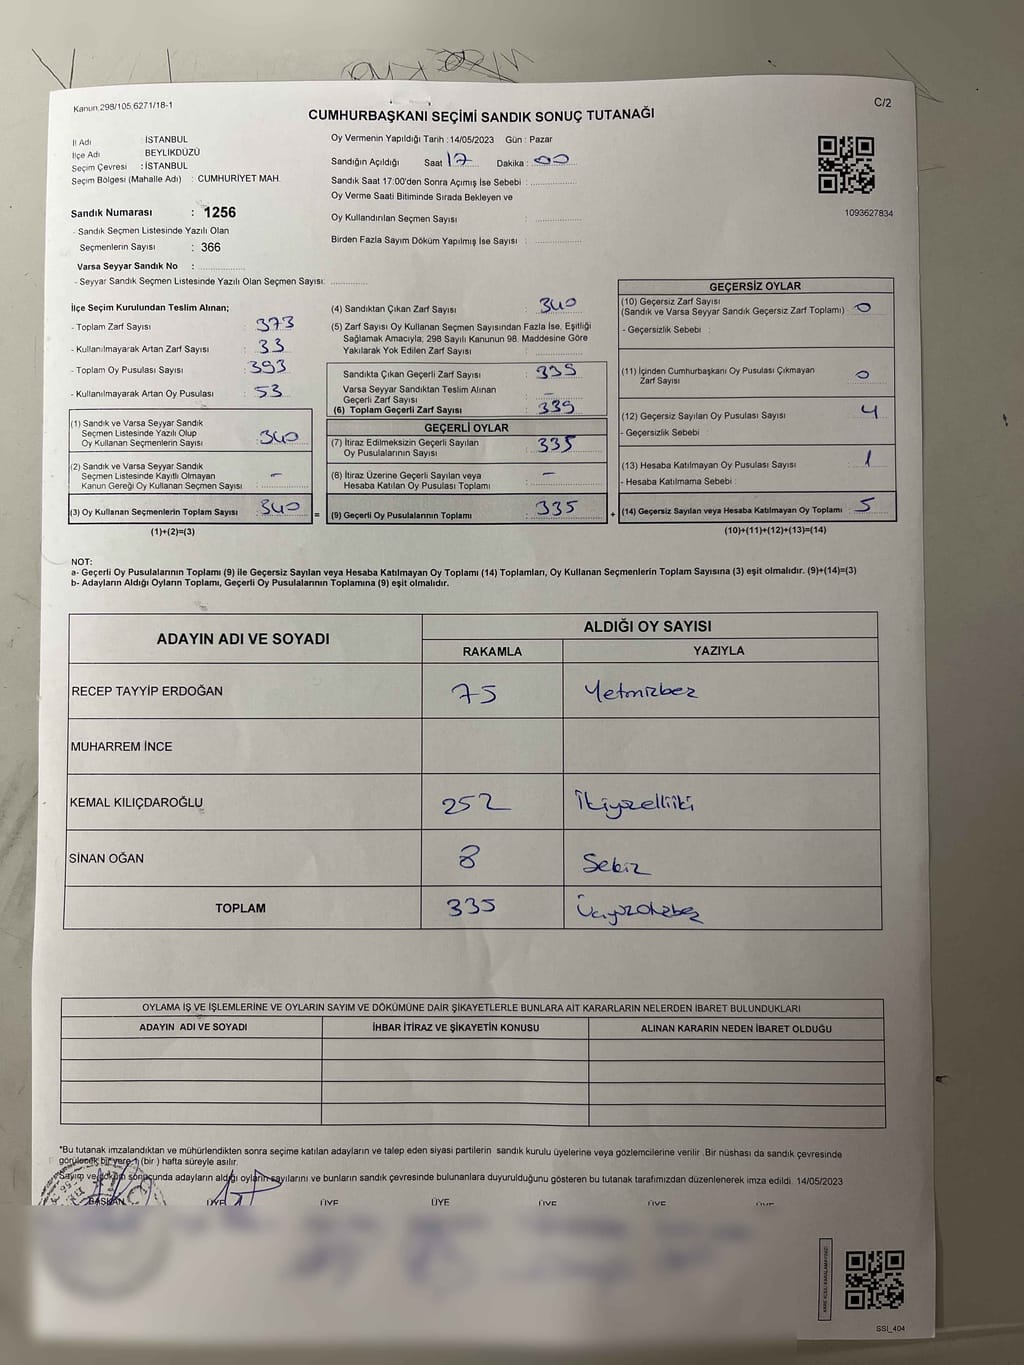 Kanun 298/105 6271/18-1
C/2
CUMHURBAŞKANI SEÇİMİ SANDIK SONUÇ TUTANAĞI
İl Adı İSTANBUL
İlçe Adı BEYLİKDÜZÜ
Seçim Çevresi : İSTANBUL
Seçim Bölgesi (Mahalle Adı) : CUMHURİYET MAH.
Oy Vermenin Yapıldığı Tarih : 14/05/2023 Gün : Pazar
Sandığın Açıldığı Saat 17 Dakika : 00
Sandık Saat 17:00'den Sonra Açımış İse Sebebi :
Oy Verme Saati Bitiminde Sırada Bekleyen ve
Oy Kullandırılan Seçmen Sayısı :
Birden Fazla Sayım Döküm Yapılmış İse Sayısı :
1093627834
Sandık Numarası : 1256
- Sandık Seçmen Listesinde Yazılı Olan
Seçmenlerin Sayısı : 366
Varsa Seyyar Sandık No :
- Seyyar Sandık Seçmen Listesinde Yazılı Olan Seçmen Sayısı:
İlçe Seçim Kurulundan Teslim Alınan;
- Toplam Zarf Sayısı : 373
- Kullanılmayarak Artan Zarf Sayısı : 33
- Toplam Oy Pusulası Sayısı : 393
- Kullanılmayarak Artan Oy Pusulası : 53
(1) Sandık ve Varsa Seyyar Sandık
Seçmen Listesinde Yazılı Olup
Oy Kullanan Seçmenlerin Sayısı : 340
(2) Sandık ve Varsa Seyyar Sandık
Seçmen Listesinde Kayıtlı Olmayan
Kanun Gereği Oy Kullanan Seçmen Sayısı : -
(3) Oy Kullanan Seçmenlerin Toplam Sayısı : 340
(1)+(2)=(3)
(4) Sandıktan Çıkan Zarf Sayısı : 340
(5) Zarf Sayısı Oy Kullanan Seçmen Sayısından Fazla İse, Eşitliği
Sağlamak Amacıyla; 298 Sayılı Kanunun 98. Maddesine Göre
Yakılarak Yok Edilen Zarf Sayısı :
Sandıkta Çıkan Geçerli Zarf Sayısı : 339
Varsa Seyyar Sandıktan Teslim Alınan
Geçerli Zarf Sayısı : -
(6) Toplam Geçerli Zarf Sayısı : 339
GEÇERLİ OYLAR
(7) İtiraz Edilmeksizin Geçerli Sayılan
Oy Pusulalarının Sayısı : 335
(8) İtiraz Üzerine Geçerli Sayılan veya
Hesaba Katılan Oy Pusulası Toplamı : -
= (9) Geçerli Oy Pusulalarının Toplamı : 335 +
GEÇERSİZ OYLAR
(10) Geçersiz Zarf Sayısı
(Sandık ve Varsa Seyyar Sandık Geçersiz Zarf Toplamı) : 0
- Geçersizlik Sebebi :
(11) İçinden Cumhurbaşkanı Oy Pusulası Çıkmayan
Zarf Sayısı : 0
(12) Geçersiz Sayılan Oy Pusulası Sayısı : 4
- Geçersizlik Sebebi :
(13) Hesaba Katılmayan Oy Pusulası Sayısı : 1
- Hesaba Katılmama Sebebi :
(14) Geçersiz Sayılan veya Hesaba Katılmayan Oy Toplamı : 5
(10)+(11)+(12)+(13)=(14)
NOT:
a- Geçerli Oy Pusulalarının Toplamı (9) ile Geçersiz Sayılan veya Hesaba Katılmayan Oy Toplamı (14) Toplamları, Oy Kullanan Seçmenlerin Toplam Sayısına (3) eşit olmalıdır. (9)+(14)=(3)
b- Adayların Aldığı Oyların Toplamı, Geçerli Oy Pusulalarının Toplamına (9) eşit olmalıdır.
ADAYIN ADI VE SOYADI
ALDIĞI OY SAYISI
RAKAMLA YAZIYLA
RECEP TAYYİP ERDOĞAN 75 Yetmişbeş
MUHARREM İNCE
KEMAL KILIÇDAROĞLU 252 İkiyüzelliiki
SİNAN OĞAN 8 Sekiz
TOPLAM 335 Üçyüzotuzbeş
OYLAMA İŞ VE İŞLEMLERİNE VE OYLARIN SAYIM VE DÖKÜMÜNE DAİR ŞİKAYETLERLE BUNLARA AİT KARARLARIN NELERDEN İBARET BULUNDUKLARI
ADAYIN ADI VE SOYADI İHBAR İTİRAZ VE ŞİKAYETİN KONUSU ALINAN KARARIN NEDEN İBARET OLDUĞU
*Bu tutanak imzalandıktan ve mühürlendikten sonra seçime katılan adayların ve talep eden siyasi partilerin sandık kurulu üyelerine veya gözlemcilerine verilir .Bir nüshası da sandık çevresinde
görülecek bir yere 1 (bir ) hafta süreyle asılır.
Sayım ve döküm sonucunda adayların aldığı oyların sayılarını ve bunların sandık çevresinde bulunanlara duyurulduğunu gösteren bu tutanak tarafımızdan düzenlenerek imza edildi. 14/05/2023
BAŞKAN ÜYE ÜYE ÜYE ÜYE ÜYE ÜYE
SSI_404